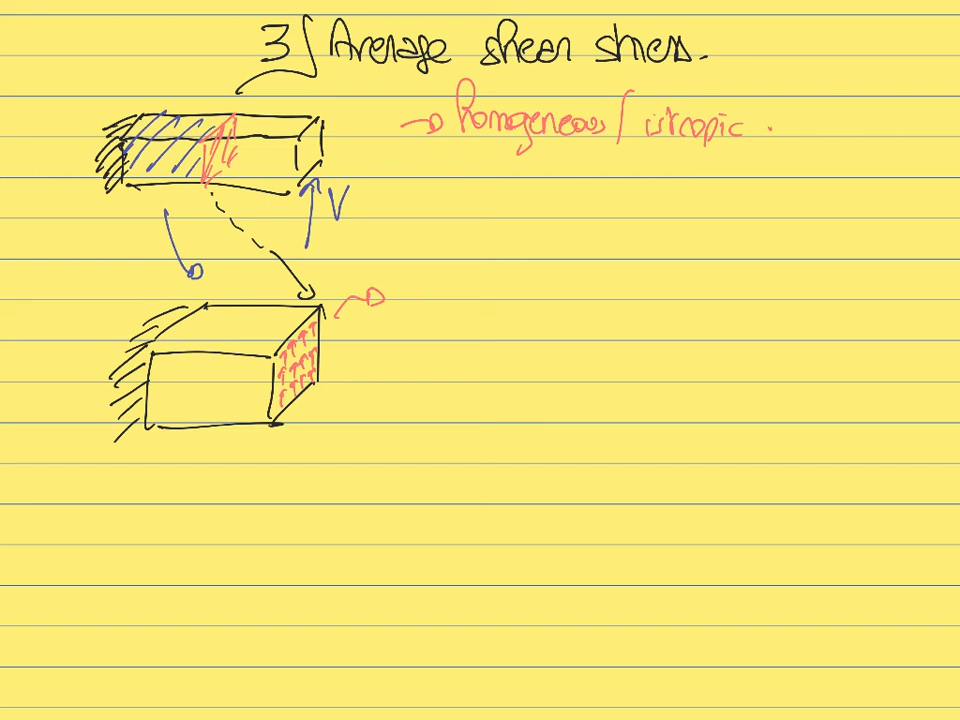 3) Average shear stress.
→ homogeneous / isotropic.
V